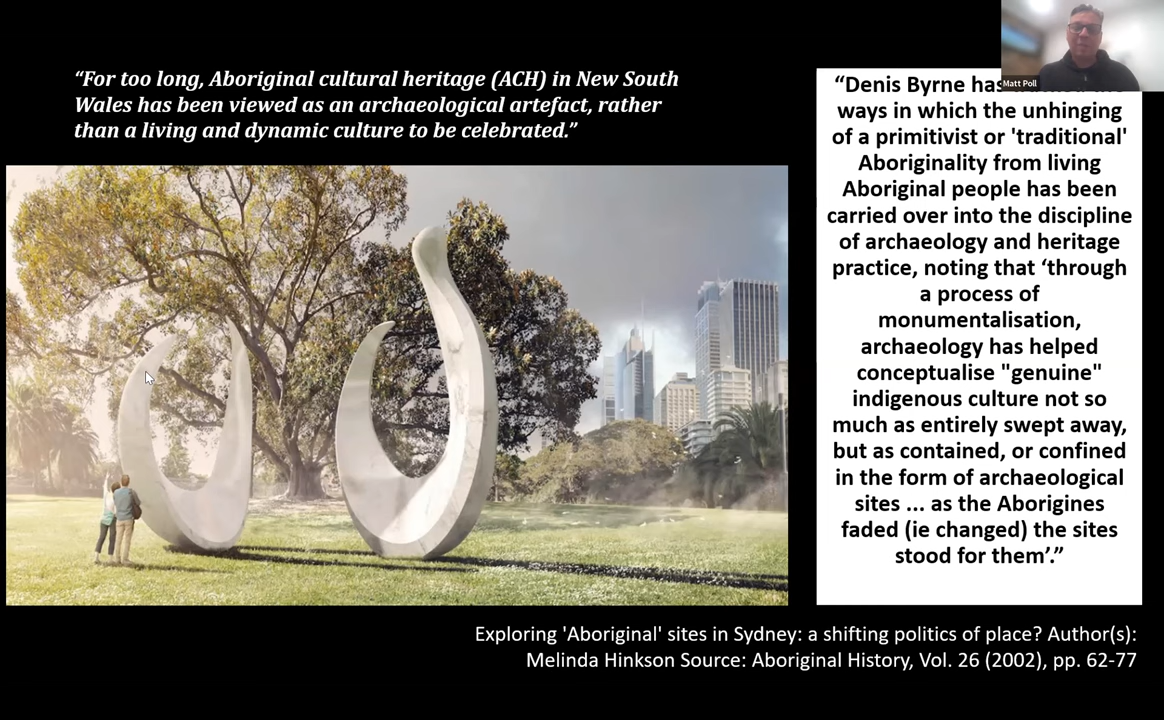 “For too long, Aboriginal cultural heritage (ACH) in New South
Wales has been viewed as an archaeological artefact, rather
than a living and dynamic culture to be celebrated.”
Matt Poll
“Denis Byrne has
ways in which the unhinging
of a primitivist or 'traditional'
Aboriginality from living
Aboriginal people has been
carried over into the discipline
of archaeology and heritage
practice, noting that ‘through
a process of
monumentalisation,
archaeology has helped
conceptualise "genuine"
indigenous culture not so
much as entirely swept away,
but as contained, or confined
in the form of archaeological
sites ... as the Aborigines
faded (ie changed) the sites
stood for them’.”
Exploring 'Aboriginal' sites in Sydney: a shifting politics of place? Author(s):
Melinda Hinkson Source: Aboriginal History, Vol. 26 (2002), pp. 62-77